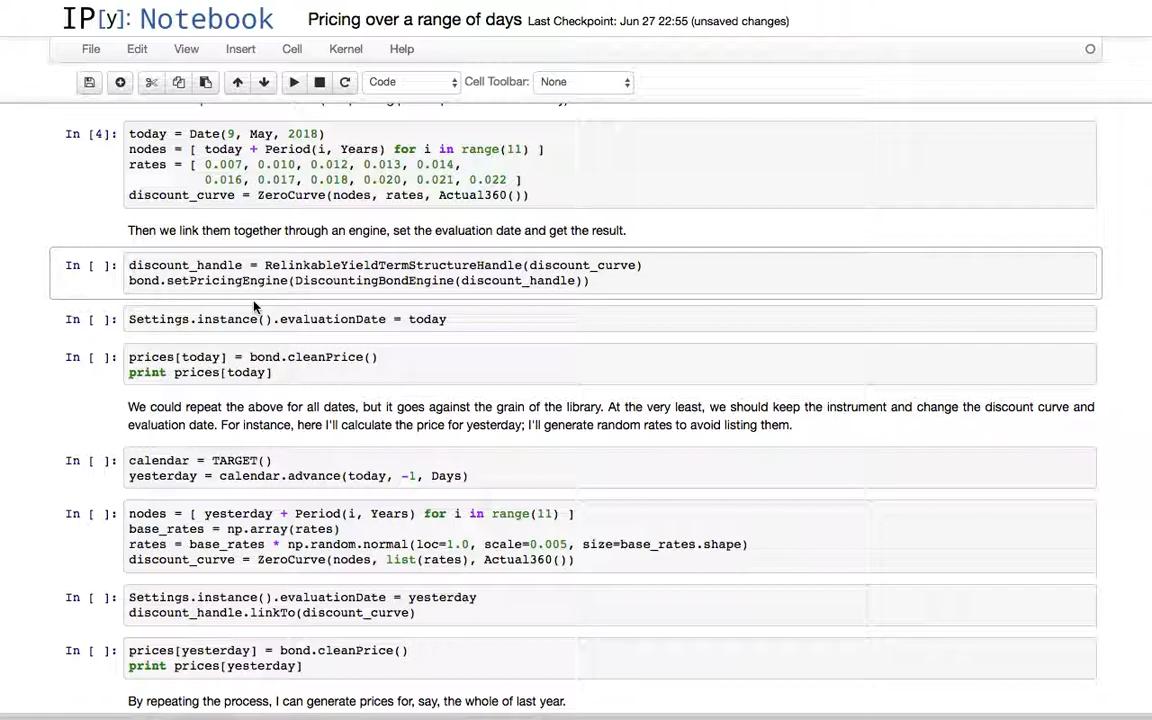 IP[y]: Notebook Pricing over a range of days Last Checkpoint: Jun 27 22:55 (unsaved changes)
File Edit View Insert Cell Kernel Help
Code Cell Toolbar: None
In [4]: today = Date(9, May, 2018)
nodes = [ today + Period(i, Years) for i in range(11) ]
rates = [ 0.007, 0.010, 0.012, 0.013, 0.014,
0.016, 0.017, 0.018, 0.020, 0.021, 0.022 ]
discount_curve = ZeroCurve(nodes, rates, Actual360())
Then we link them together through an engine, set the evaluation date and get the result.
In [ ]: discount_handle = RelinkableYieldTermStructureHandle(discount_curve)
bond.setPricingEngine(DiscountingBondEngine(discount_handle))
In [ ]: Settings.instance().evaluationDate = today
In [ ]: prices[today] = bond.cleanPrice()
print prices[today]
We could repeat the above for all dates, but it goes against the grain of the library. At the very least, we should keep the instrument and change the discount curve and
evaluation date. For instance, here I'll calculate the price for yesterday; I'll generate random rates to avoid listing them.
In [ ]: calendar = TARGET()
yesterday = calendar.advance(today, -1, Days)
In [ ]: nodes = [ yesterday + Period(i, Years) for i in range(11) ]
base_rates = np.array(rates)
rates = base_rates * np.random.normal(loc=1.0, scale=0.005, size=base_rates.shape)
discount_curve = ZeroCurve(nodes, list(rates), Actual360())
In [ ]: Settings.instance().evaluationDate = yesterday
discount_handle.linkTo(discount_curve)
In [ ]: prices[yesterday] = bond.cleanPrice()
print prices[yesterday]
By repeating the process, I can generate prices for, say, the whole of last year.